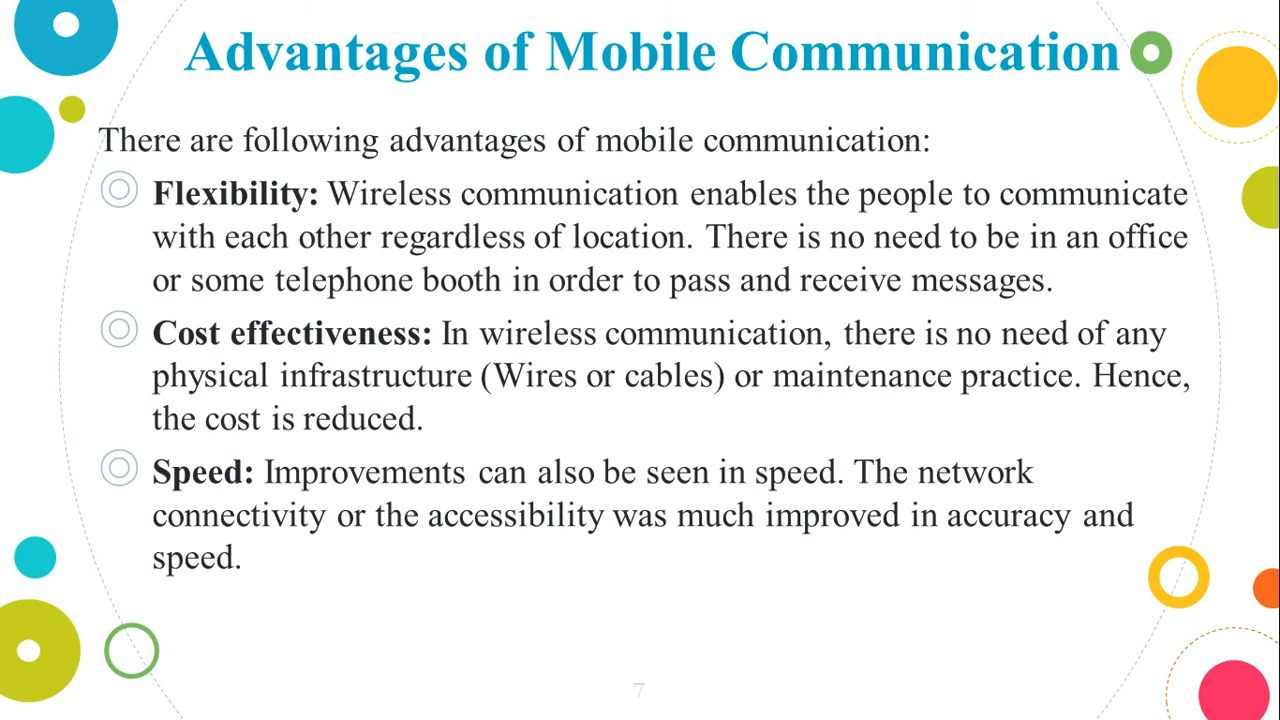 Advantages of Mobile Communication
There are following advantages of mobile communication:
Flexibility: Wireless communication enables the people to communicate
with each other regardless of location. There is no need to be in an office
or some telephone booth in order to pass and receive messages.
Cost effectiveness: In wireless communication, there is no need of any
physical infrastructure (Wires or cables) or maintenance practice. Hence,
the cost is reduced.
Speed: Improvements can also be seen in speed. The network
connectivity or the accessibility was much improved in accuracy and
speed.
7